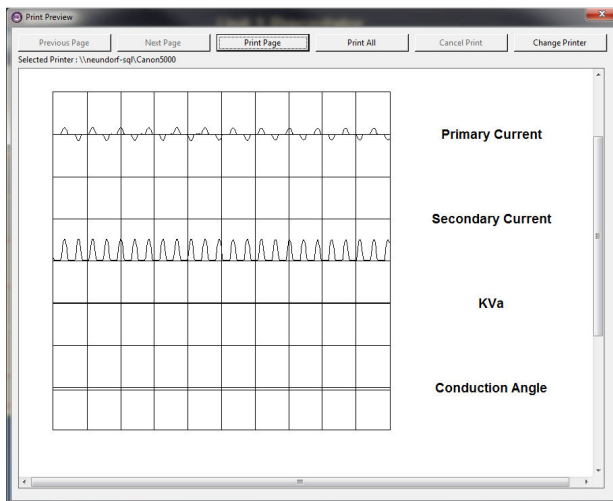 Print Preview
Previous Page
Next Page
Print Page
Print All
Cancel Print
Change Printer
Selected Printer : \\neundorf-sql\Canon5000
Primary Current
Secondary Current
KVa
Conduction Angle